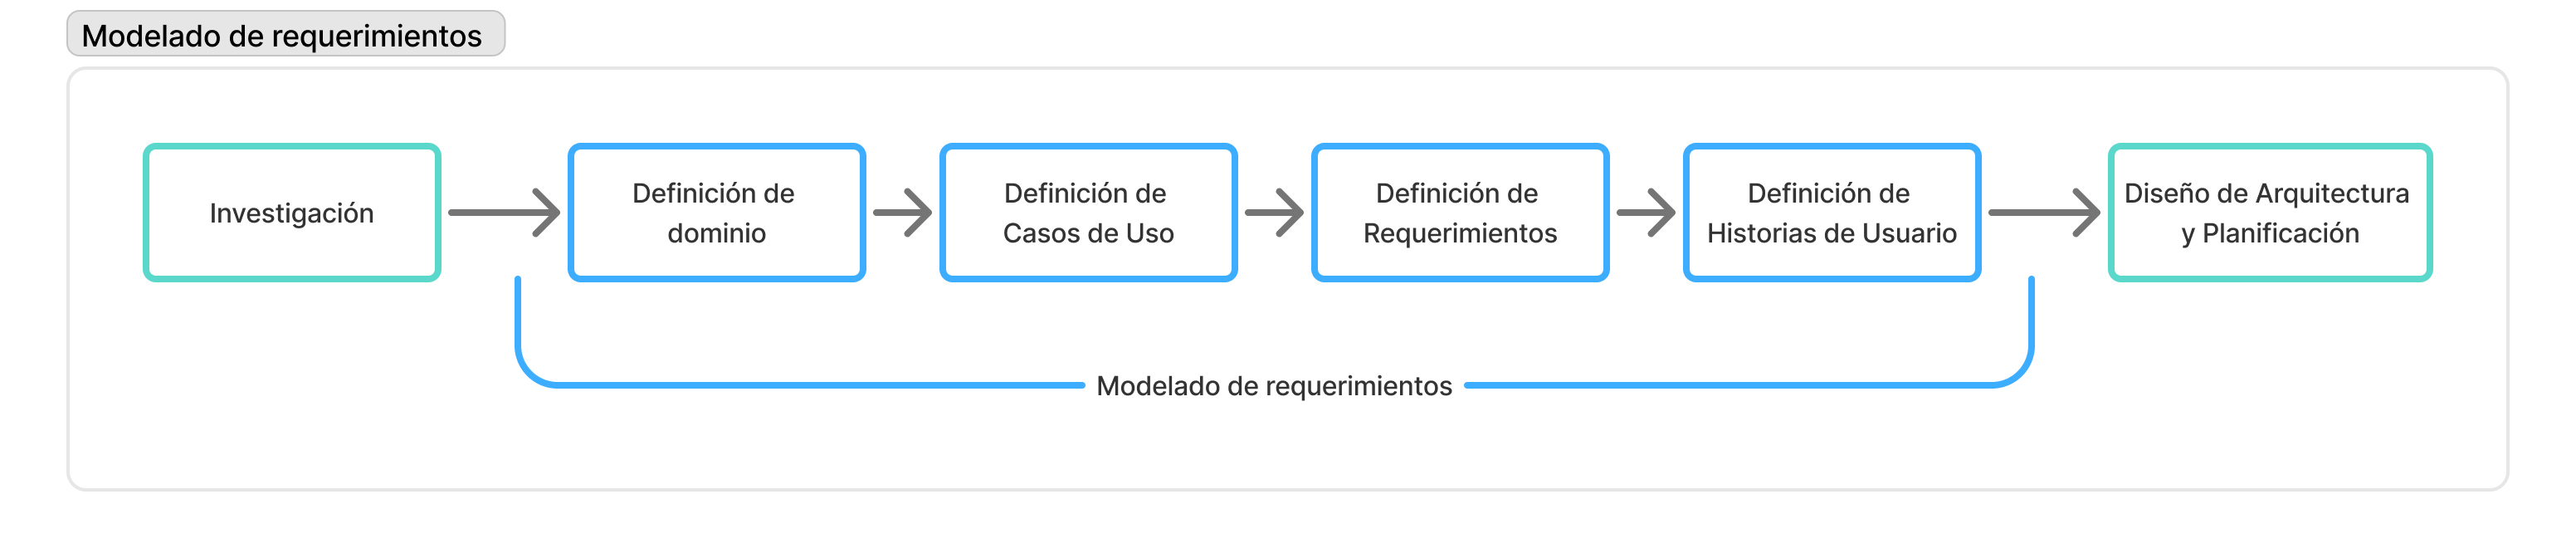 Modelado de requerimientos
Investigación
Definición de
dominio
Definición de
Casos de Uso
Definición de
Requerimientos
Definición de
Historias de Usuario
Diseño de Arquitectura
y Planificación
Modelado de requerimientos